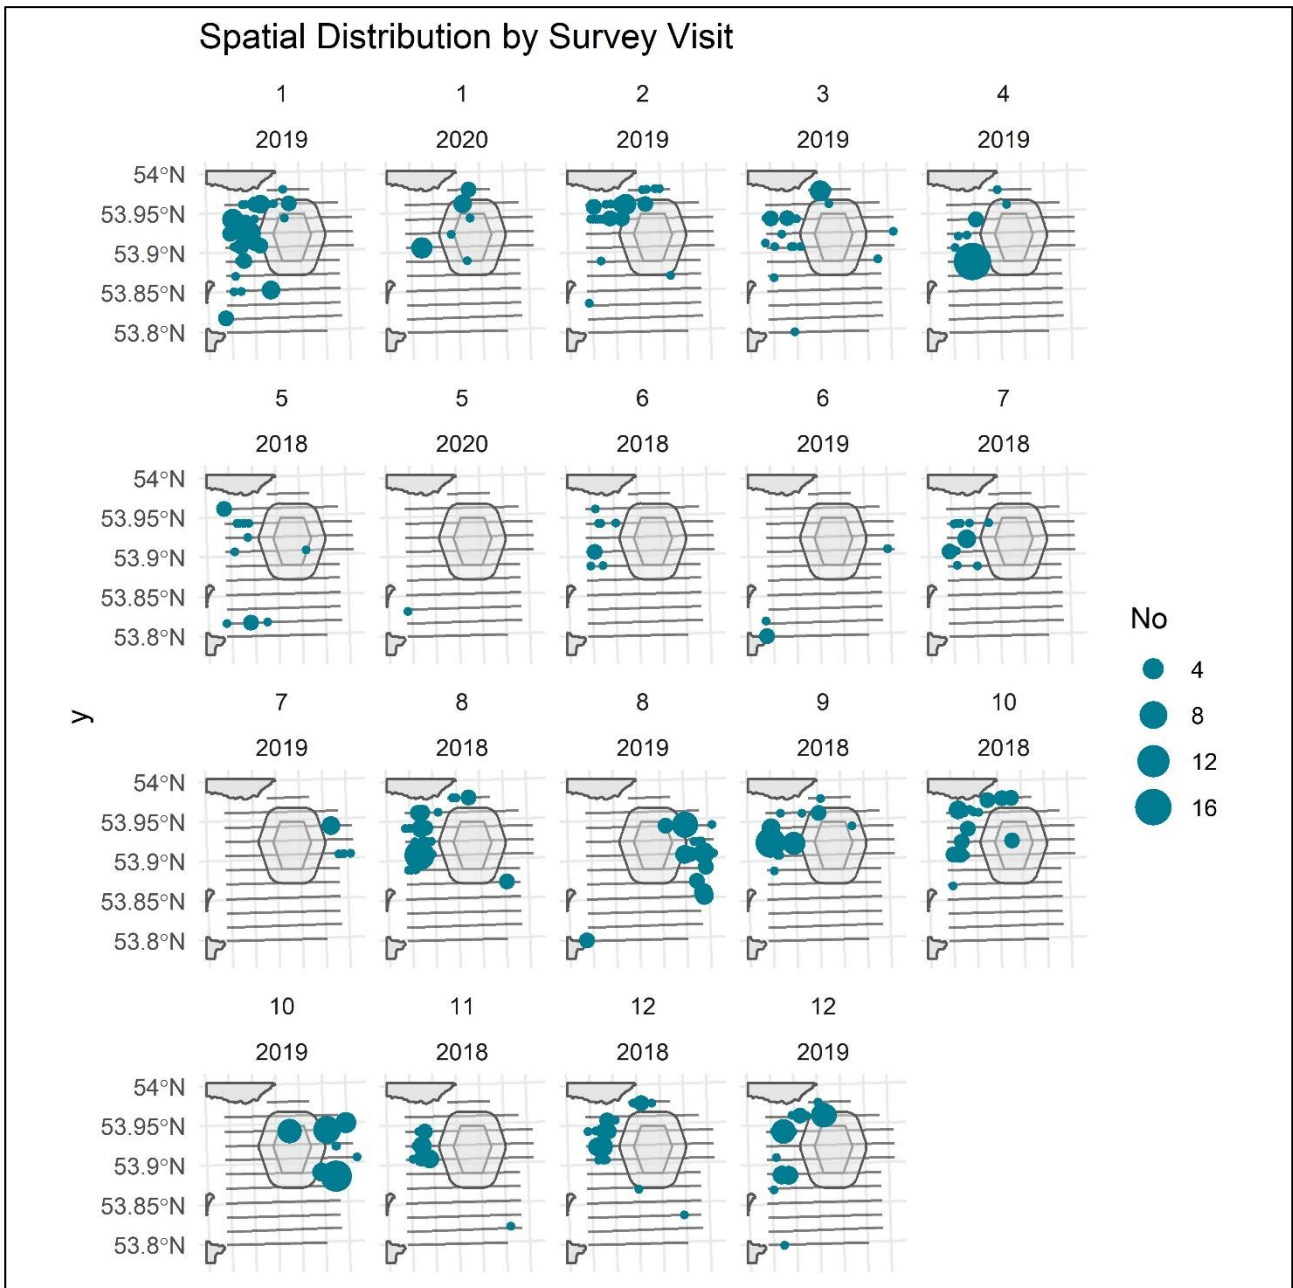 Spatial Distribution by Survey Visit
1 1 2 3 4
2019 2020 2019 2019 2019
54°N
53.95°N
53.9°N
53.85°N
53.8°N
5 5 6 6 7
2018 2020 2018 2019 2018
54°N
53.95°N
53.9°N
53.85°N
53.8°N
7 8 8 9 10
2019 2018 2019 2018 2018
54°N
53.95°N
53.9°N
53.85°N
53.8°N
10 11 12 12
2019 2018 2018 2019
54°N
53.95°N
53.9°N
53.85°N
53.8°N
y
No
4
8
12
16